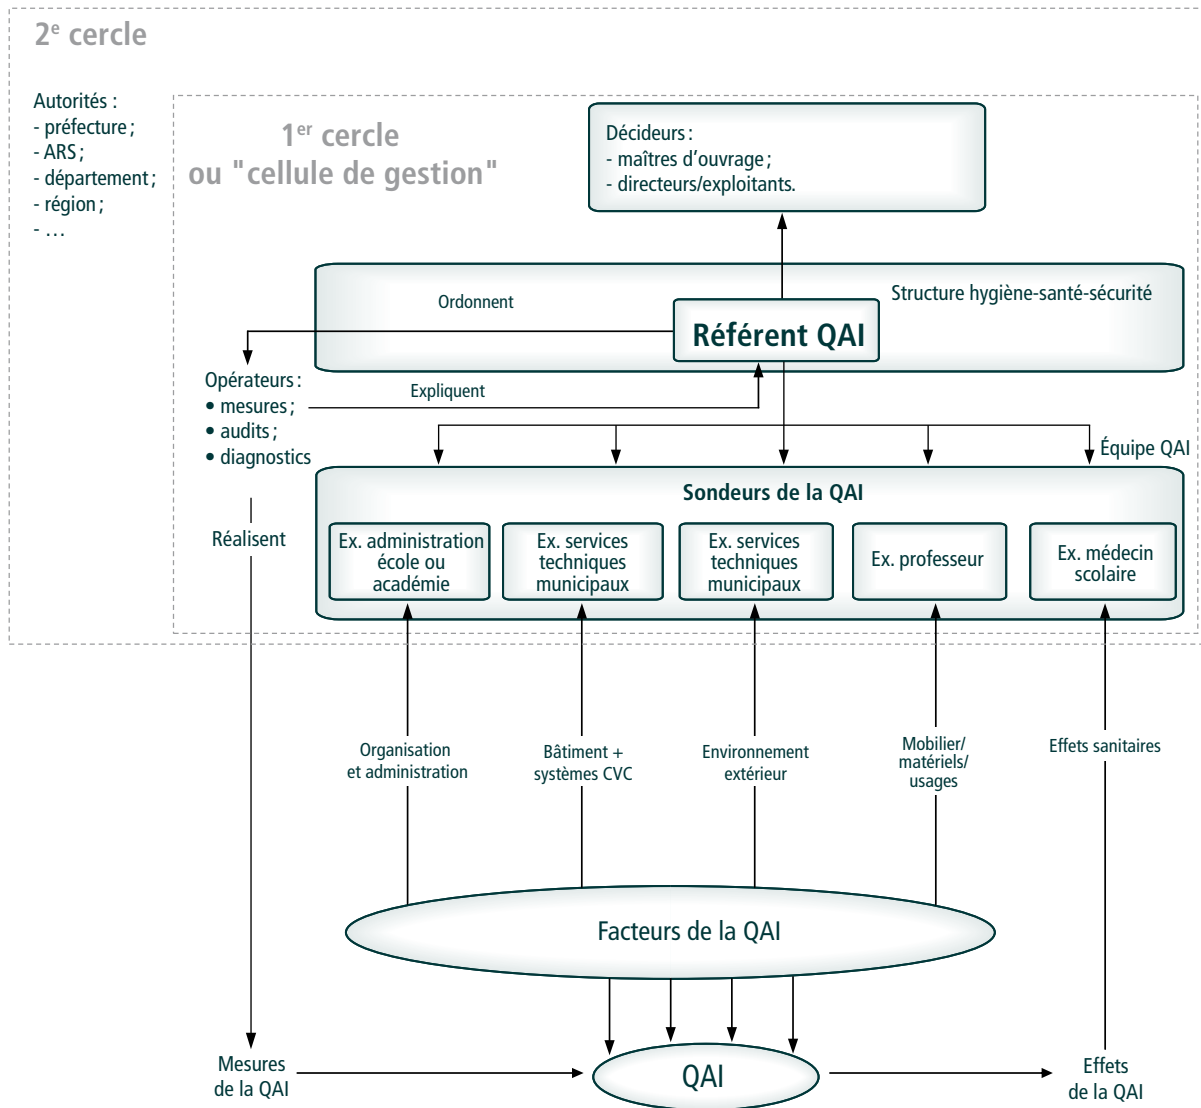 2e cercle
Autorités :
- préfecture ;
- ARS ;
- département ;
- région ;
- …
1er cercle
ou "cellule de gestion"
Décideurs :
- maîtres d'ouvrage ;
- directeurs/exploitants.
Structure hygiène-santé-sécurité
Ordonnent
Référent QAI
Opérateurs :
• mesures ;
• audits ;
• diagnostics
Expliquent
Équipe QAI
Sondeurs de la QAI
Ex. administration
école ou
académie
Ex. services
techniques
municipaux
Ex. services
techniques
municipaux
Ex. professeur
Ex. médecin
scolaire
Réalisent
Organisation
et administration
Bâtiment +
systèmes CVC
Environnement
extérieur
Mobilier/
matériels/
usages
Effets sanitaires
Facteurs de la QAI
Mesures
de la QAI
QAI
Effets
de la QAI